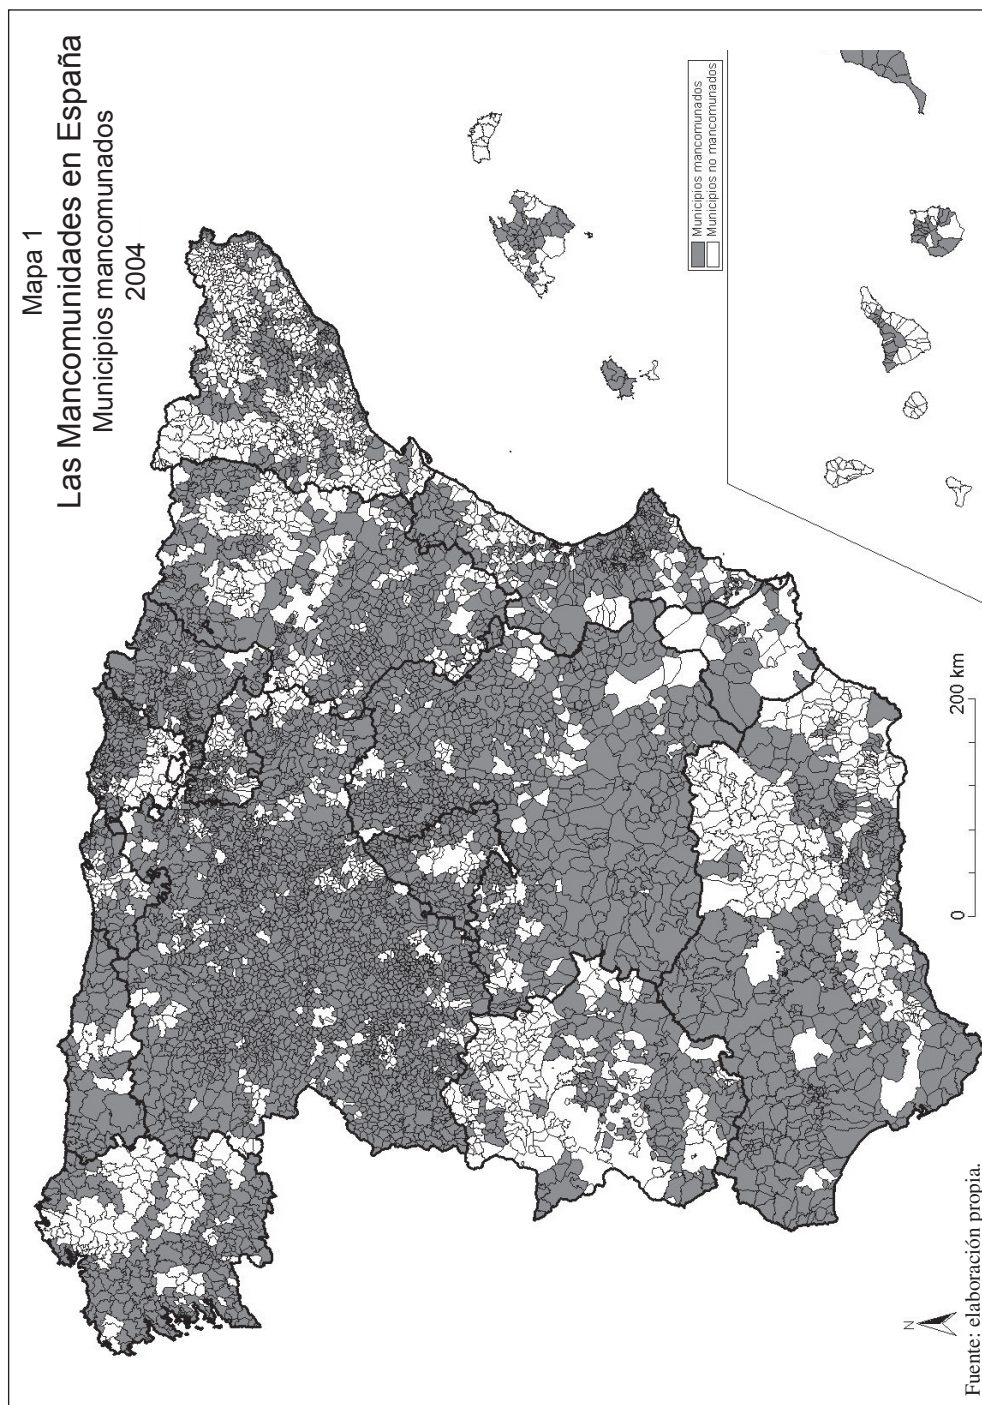 Mapa 1
Las Mancomunidades en España
Municipios mancomunados
2004
Municipios mancomunados
Municipios no mancomunados
0
200 km
N
Fuente: elaboración propia.